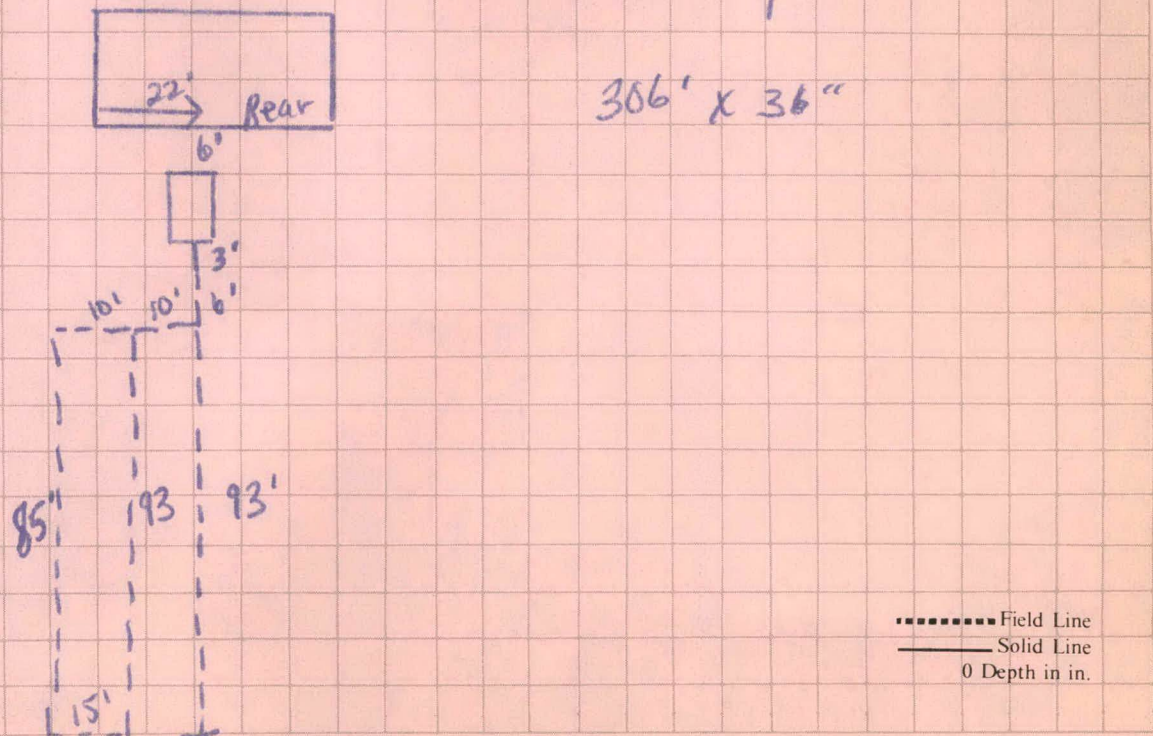 306' x 36"
22'
Rear
6'
3'
10' 10' 6'
85' 93 93'
15'
Field Line
Solid Line
0 Depth in in.